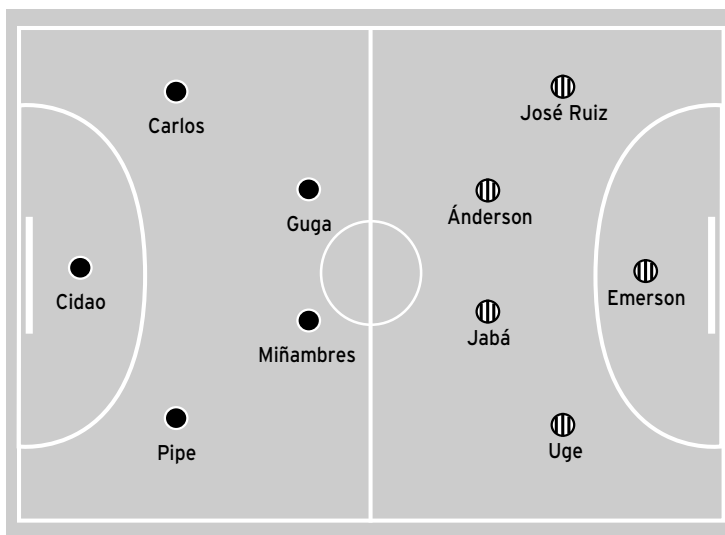 José Ruiz
Carlos
Ánderson
Guga
Cidao
Emerson
Jabá
Miñambres
Pipe
Uge